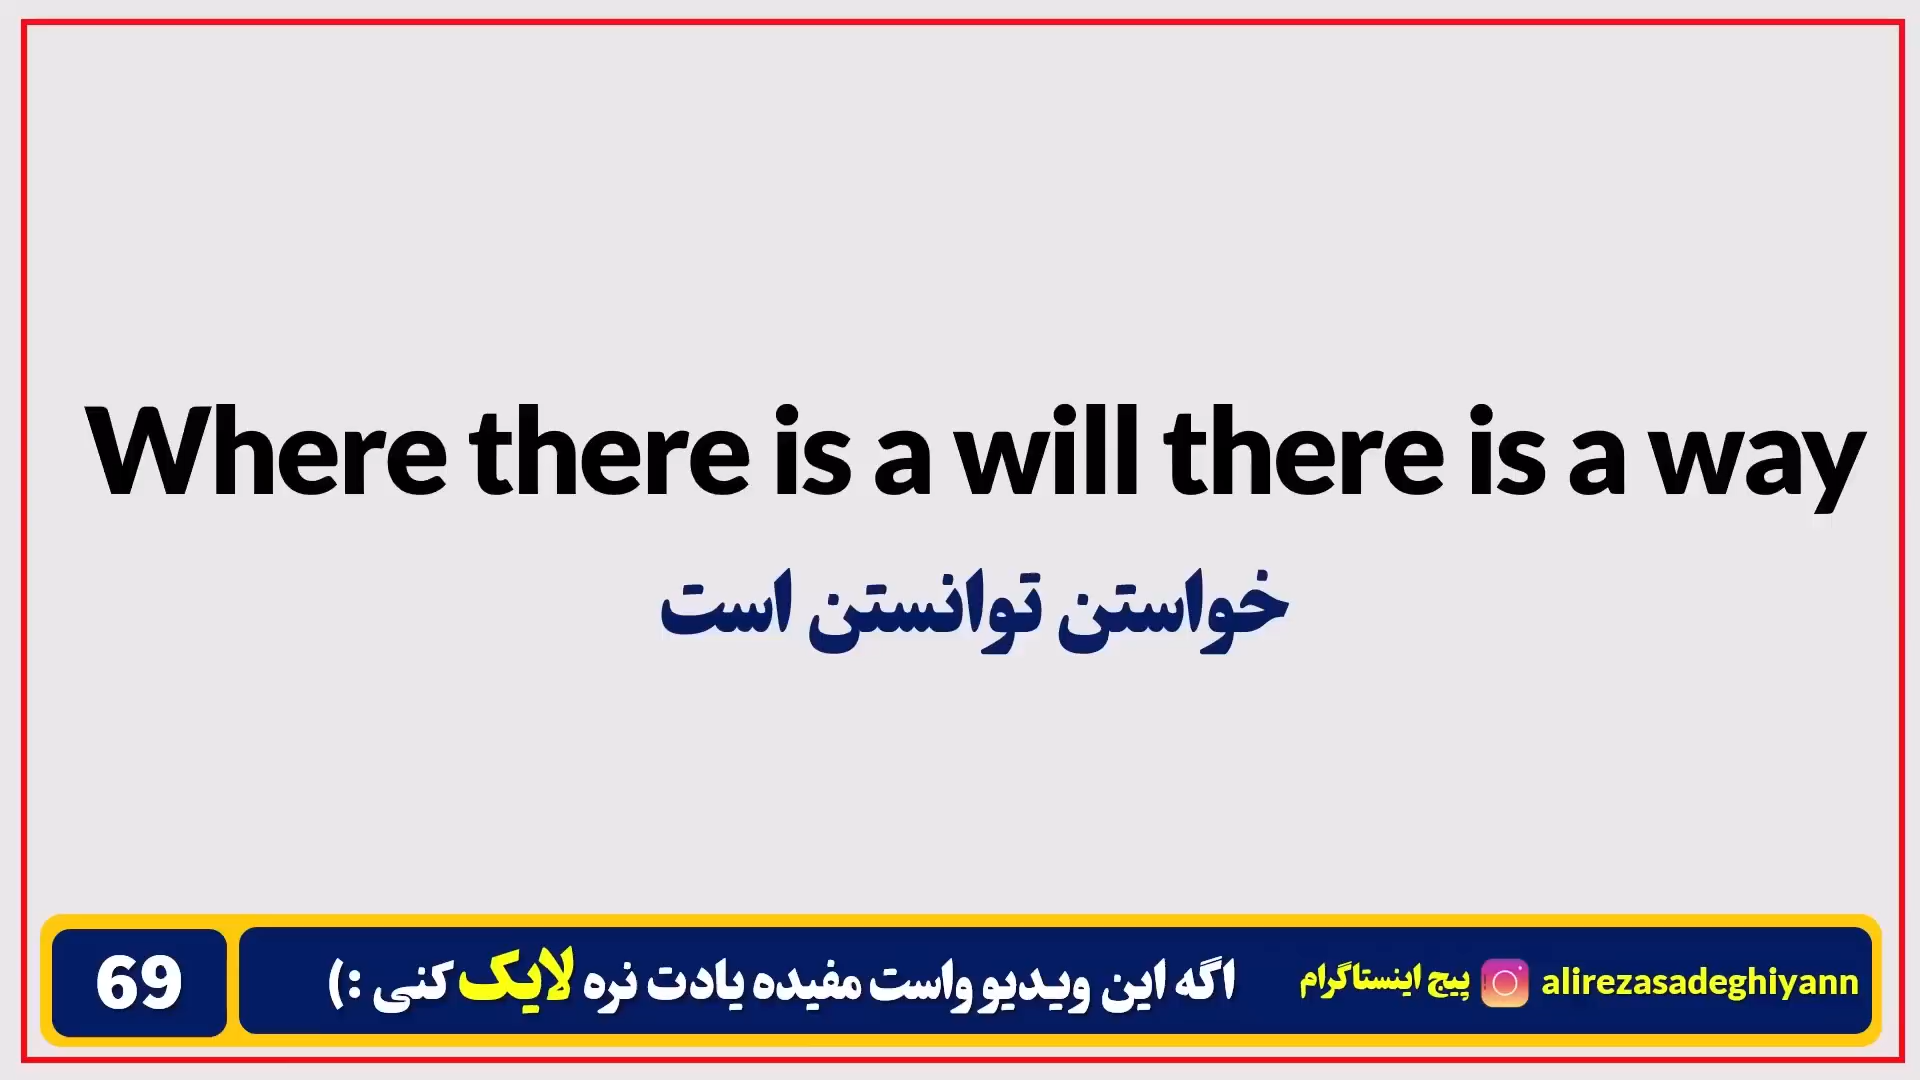 Where there is a will there is a way
خواستن توانستن است
69
اگه این ویدیو واست مفیده یادت نره لایک کنی :)
پیج اینستاگرام alirezasadeghiyann